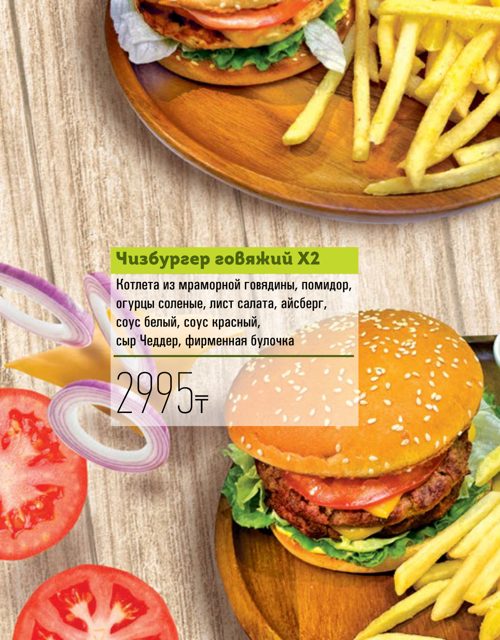 Чизбургер говяжий X2
Котлета из мраморной говядины, помидор,
огурцы соленые, лист салата, айсберг,
соус белый, соус красный,
сыр Чеддер, фирменная булочка
2995₸